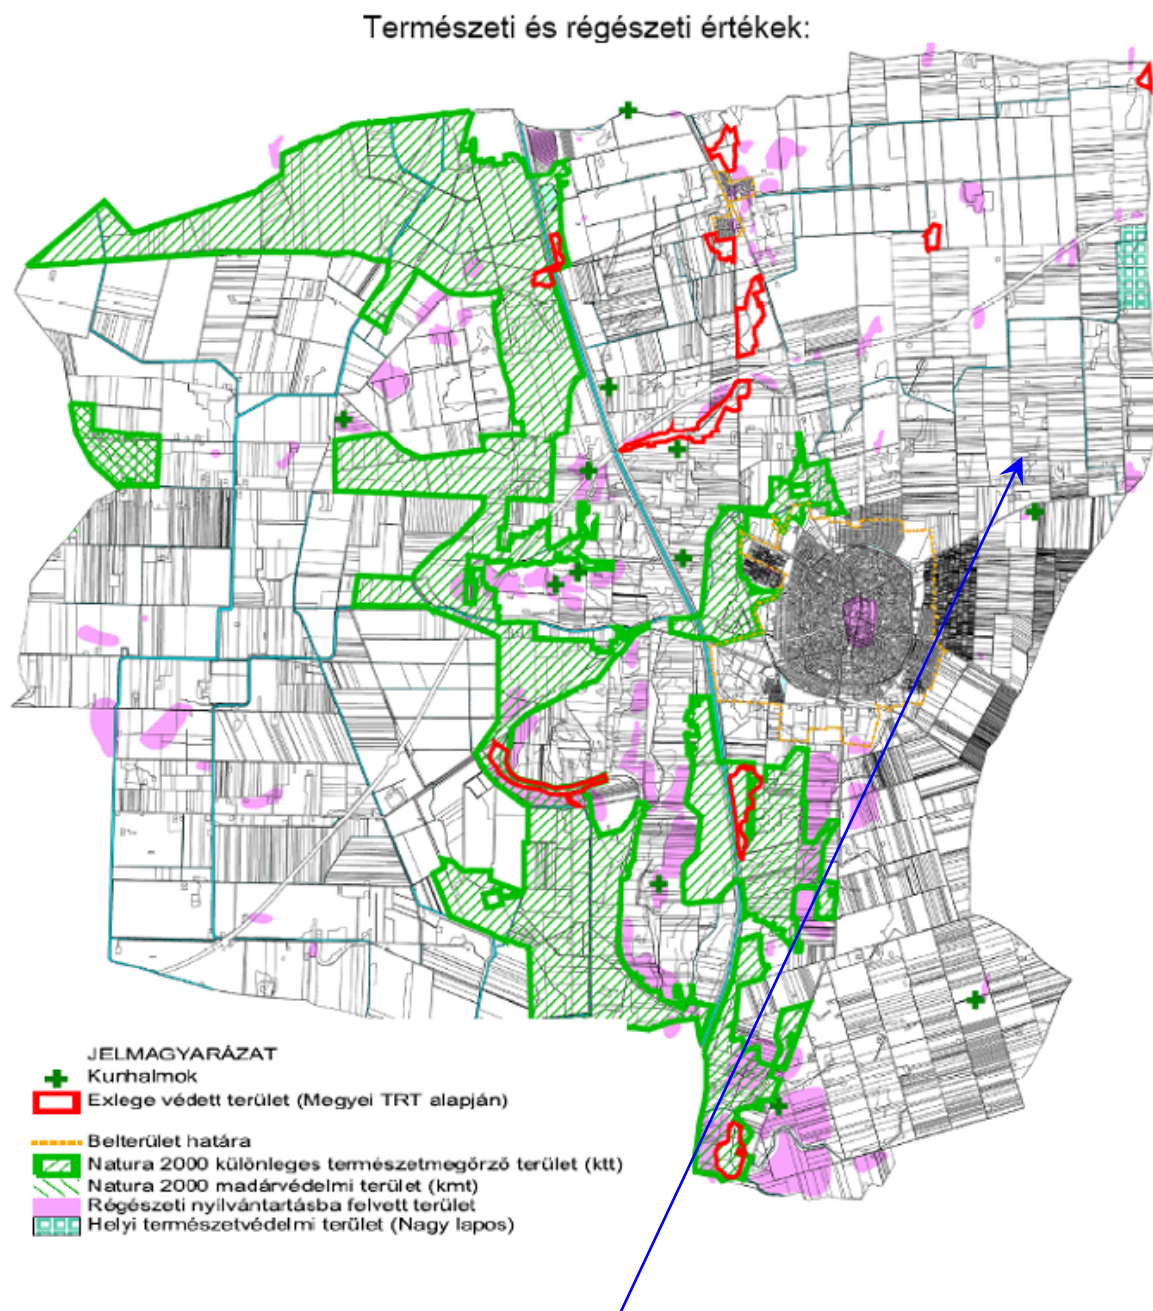 Természeti és régészeti értékek:
JELMAGYARÁZAT
Kunhalmok
Exlege védett terület (Megyei TRT alapján)
Belterület határa
Natura 2000 különleges természetmegőrző terület (ktt)
Natura 2000 madárvédelmi terület (kmt)
Régészeti nyilvántartásba felvett terület
Helyi természetvédelmi terület (Nagy lapos)